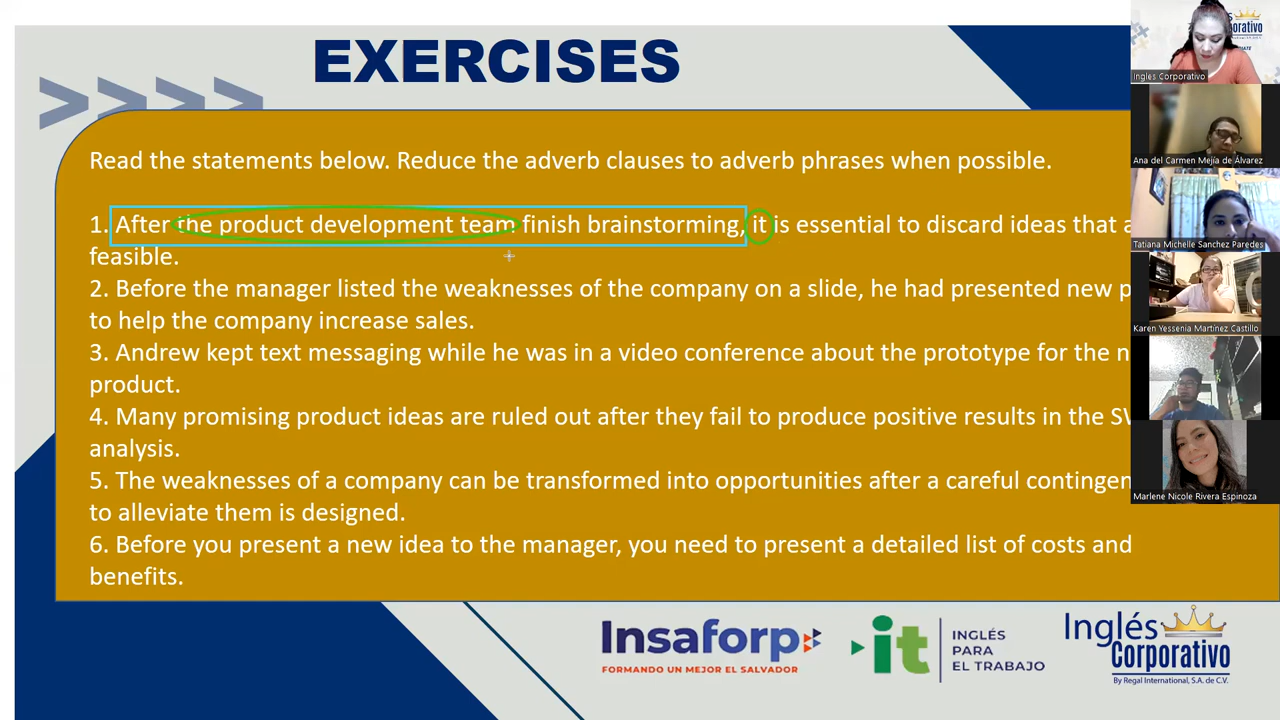 EXERCISES
>>>>
Read the statements below. Reduce the adverb clauses to adverb phrases when possible.
1. After the product development team finish brainstorming, it is essential to discard ideas that
feasible.
2. Before the manager listed the weaknesses of the company on a slide, he had presented new
to help the company increase sales.
3. Andrew kept text messaging while he was in a video conference about the prototype for the
product.
4. Many promising product ideas are ruled out after they fail to produce positive results in the
analysis.
5. The weaknesses of a company can be transformed into opportunities after a careful
to alleviate them is designed.
6. Before you present a new idea to the manager, you need to present a detailed list of costs and
benefits.
Insaforp
FORMANDO UN MEJOR EL SALVADOR
it
INGLÉS
PARA
EL TRABAJO
Inglés
Corporativo
By Regal International, S.A. de C.V.
Inglés Corporativo
Ana del Carmen Mejía de Álvarez
Tatiana Michelle Sanchez Paredes
Karen Yessenia Martínez Castillo
Marlene Nicole Rivera Espinoza